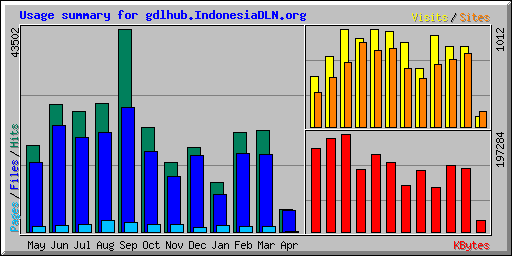 Usage summary for gdlhub.IndonesiaDLN.org
Visits/Sites
43502
1012
Pages/Files/Hits
197284
May Jun Jul Aug Sep Oct Nov Dec Jan Feb Mar Apr
KBytes